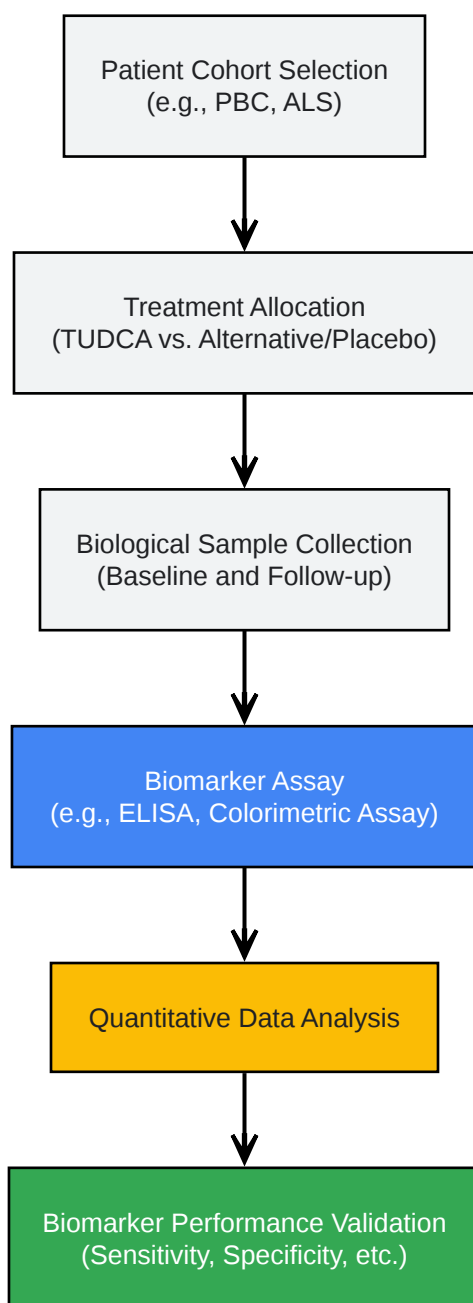 Patient Cohort Selection
(e.g., PBC, ALS)
Treatment Allocation
(TUDCA vs. Alternative/Placebo)
Biological Sample Collection
(Baseline and Follow-up)
Biomarker Assay
(e.g., ELISA, Colorimetric Assay)
Quantitative Data Analysis
Biomarker Performance Validation
(Sensitivity, Specificity, etc.)